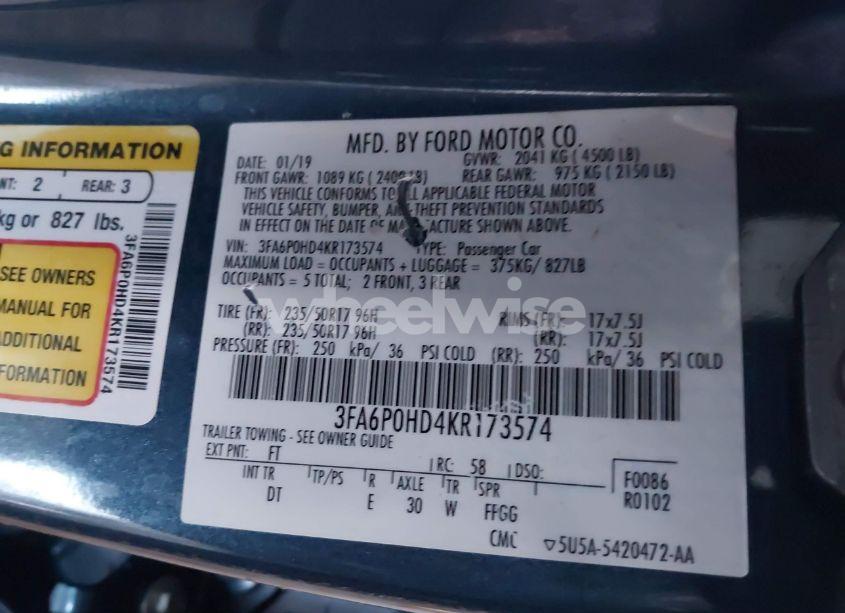 G INFORMATION
NT: 2 REAR: 3
kg or 827 lbs.
SEE OWNERS
MANUAL FOR
ADDITIONAL
FORMATION
3FA6P0HD4KR173574
MFD. BY FORD MOTOR CO.
DATE: 01/19 GVWR: 2041 KG ( 4500 LB)
FRONT GAWR: 1089 KG ( 2400 LB) REAR GAWR: 975 KG ( 2150 LB)
THIS VEHICLE CONFORMS TO ALL APPLICABLE FEDERAL MOTOR
VEHICLE SAFETY, BUMPER, AND THEFT PREVENTION STANDARDS
IN EFFECT ON THE DATE OF MANUFACTURE SHOWN ABOVE.
VIN: 3FA6P0HD4KR173574 TYPE: Passenger Car
MAXIMUM LOAD = OCCUPANTS + LUGGAGE = 375KG/ 827LB
OCCUPANTS = 5 TOTAL; 2 FRONT, 3 REAR
wheelwise
TIRE (FR): 235/50R17 96H RIMS (FR): 17x7.5J
(RR): 235/50R17 96H (RR): 17x7.5J
PRESSURE (FR): 250 kPa/ 36 PSI COLD (RR): 250 kPa/ 36 PSI COLD
3FA6P0HD4KR173574
TRAILER TOWING - SEE OWNER GUIDE
EXT PNT: FT RC: 58 DSO: F0086
INT TR TP/PS R AXLE TR SPR R0102
DT E 30 W FFGG
CMC ▽5U5A-5420472-AA